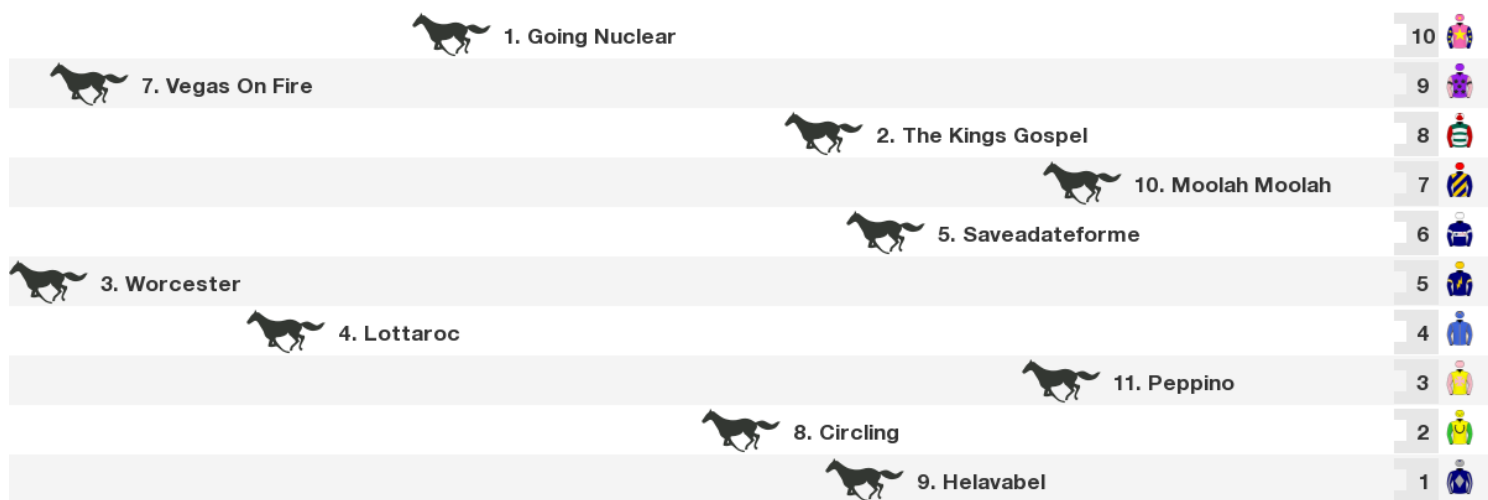 1. Going Nuclear 10
7. Vegas On Fire 9
2. The Kings Gospel 8
10. Moolah Moolah 7
5. Saveadateforme 6
3. Worcester 5
4. Lottaroc 4
11. Peppino 3
8. Circling 2
9. Helavabel 1